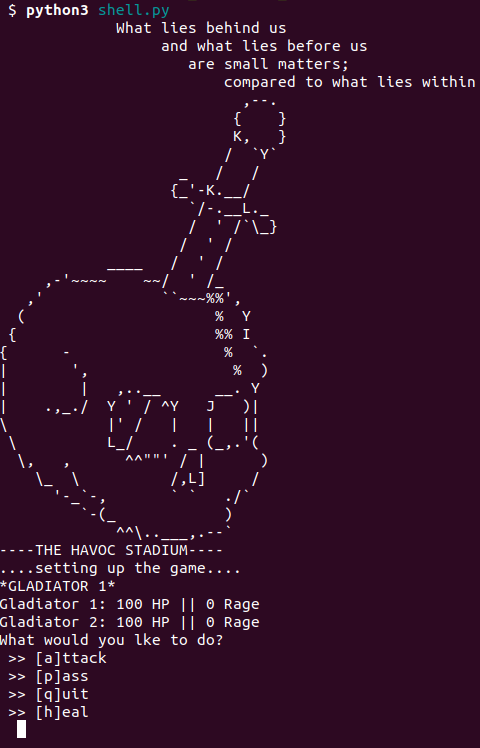 $ python3 shell.py
What lies behind us
and what lies before us
are small matters;
compared to what lies within
----THE HAVOC STADIUM----
....setting up the game....
*GLADIATOR 1*
Gladiator 1: 100 HP || 0 Rage
Gladiator 2: 100 HP || 0 Rage
What would you lke to do?
>> [a]ttack
>> [p]ass
>> [q]uit
>> [h]eal